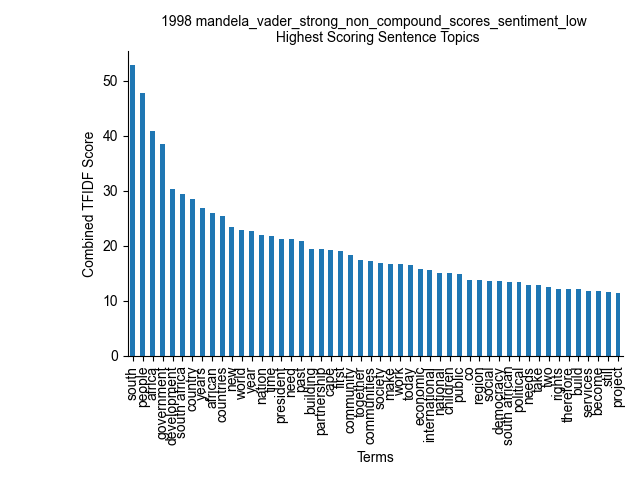 1998 mandela_vader_strong_non_compound_scores_sentiment_low
Highest Scoring Sentence Topics
Combined TFIDF Score
50
40
30
20
10
0
south
people
africa
government
development
south africa
country
years
african
countries
new
world
year
nation
time
president
need
past
building
partnership
cape
first
community
together
communities
society
make
work
today
economic
international
national
children
public
co
region
social
democracy
south african
political
needs
take
two
rights
therefore
build
services
become
still
project
Terms